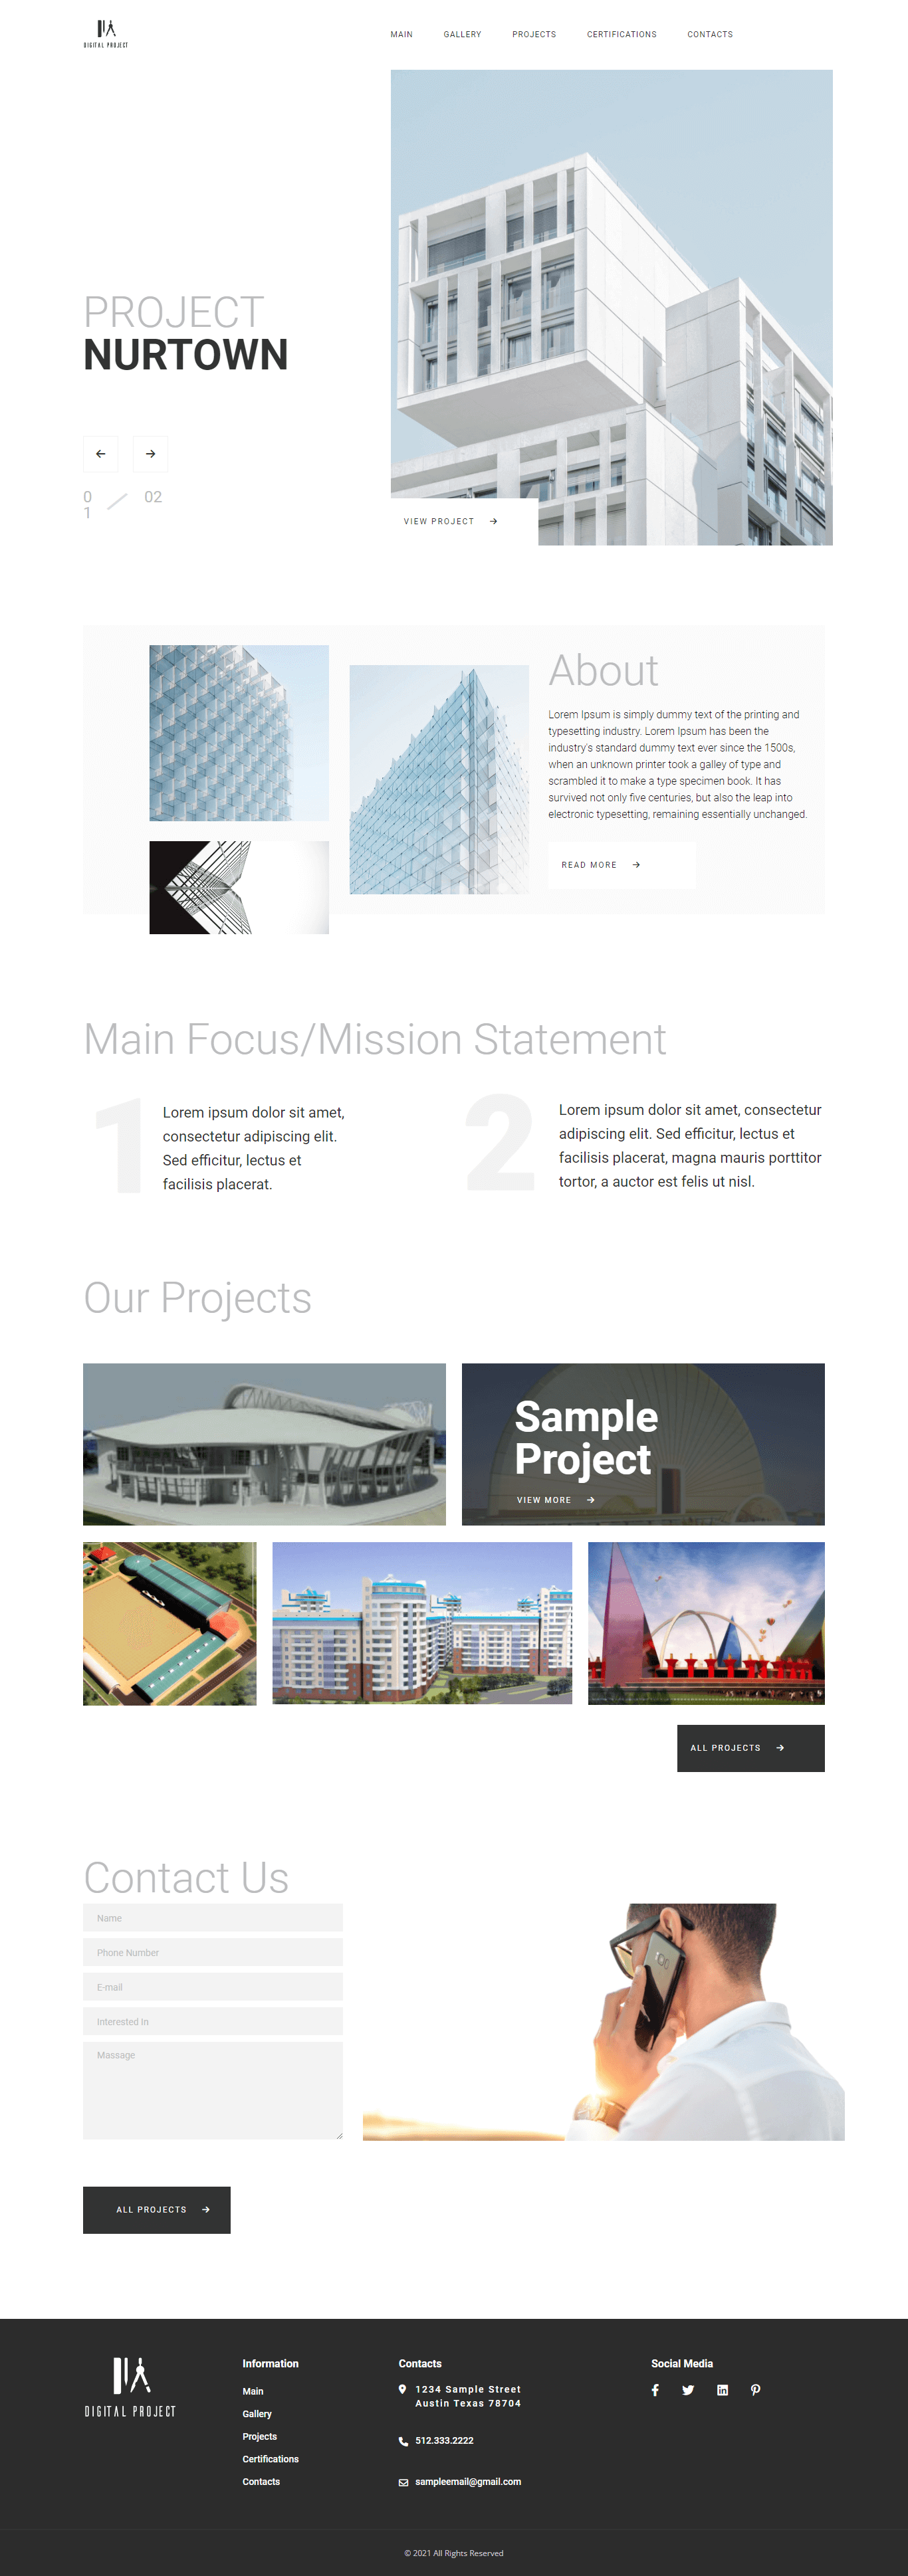 DIGITAL PROJECT
MAIN GALLERY PROJECTS CERTIFICATIONS CONTACTS
PROJECT
NURTOWN
0
1
02
VIEW PROJECT
About
Lorem Ipsum is simply dummy text of the printing and
typesetting industry. Lorem Ipsum has been the
industry's standard dummy text ever since the 1500s,
when an unknown printer took a galley of type and
scrambled it to make a type specimen book. It has
survived not only five centuries, but also the leap into
electronic typesetting, remaining essentially unchanged.
READ MORE
Main Focus/Mission Statement
1
Lorem ipsum dolor sit amet,
consectetur adipiscing elit.
Sed efficitur, lectus et
facilisis placerat.
2
Lorem ipsum dolor sit amet, consectetur
adipiscing elit. Sed efficitur, lectus et
facilisis placerat, magna mauris porttitor
tortor, a auctor est felis ut nisl.
Our Projects
Sample
Project
VIEW MORE
ALL PROJECTS
Contact Us
Name
Phone Number
E-mail
Interested In
Massage
ALL PROJECTS
DIGITAL PROJECT
Information
Main
Gallery
Projects
Certifications
Contacts
Contacts
1234 Sample Street
Austin Texas 78704
512.333.2222
sampleemail@gmail.com
Social Media
© 2021 All Rights Reserved